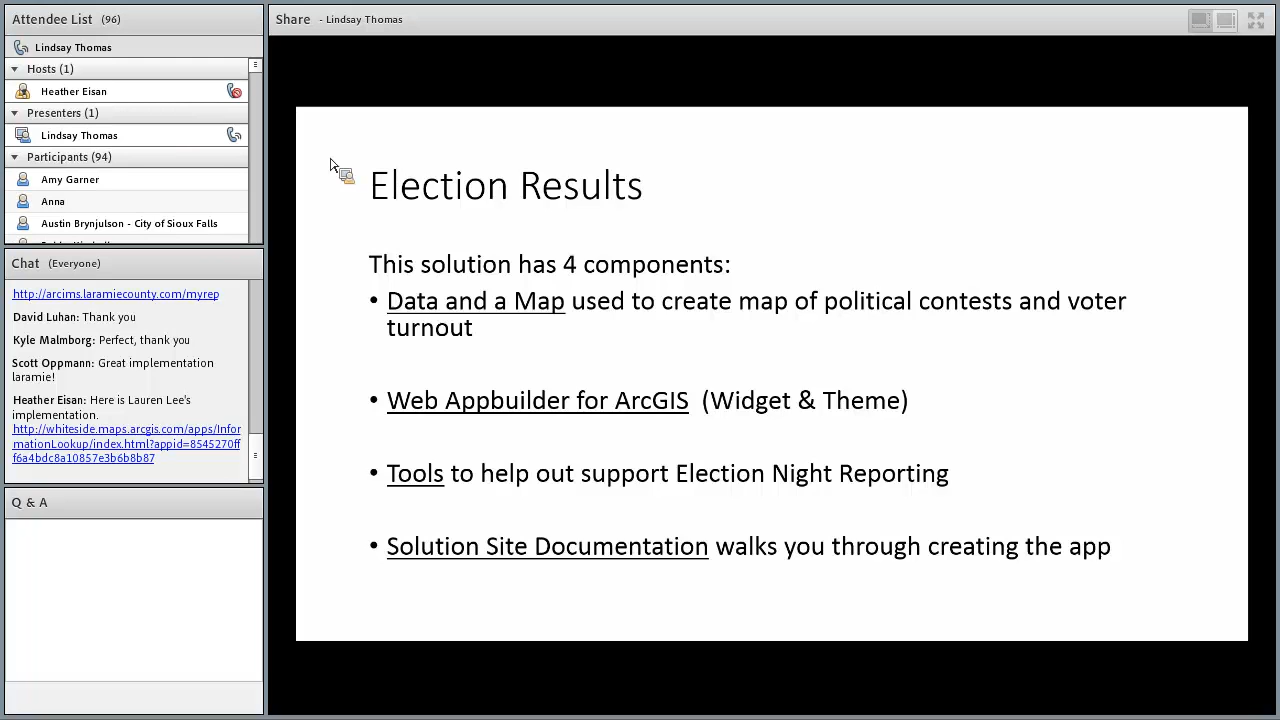 Attendee List (96)
Lindsay Thomas
Hosts (1)
Heather Eisan
Presenters (1)
Lindsay Thomas
Participants (94)
Amy Garner
Anna
Austin Brynjulson - City of Sioux Falls
Chat (Everyone)
http://arcims.laramiecounty.com/myrep
David Luhan: Thank you
Kyle Malmborg: Perfect, thank you
Scott Oppmann: Great implementation
laramie!
Heather Eisan: Here is Lauren Lee's
implementation.
http://whiteside.maps.arcgis.com/apps/Infor
mationLookup/index.html?appid=8545270ff
f6a4bdc8a10857e3b6b8b87
Q & A
Share - Lindsay Thomas
Election Results
This solution has 4 components:
• Data and a Map used to create map of political contests and voter
turnout
• Web Appbuilder for ArcGIS (Widget & Theme)
• Tools to help out support Election Night Reporting
• Solution Site Documentation walks you through creating the app